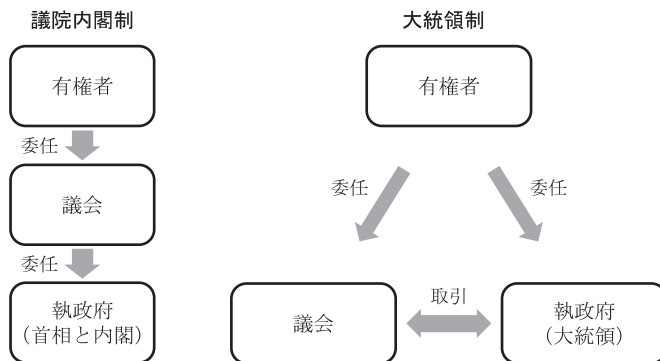 議院内閣制
有権者
委任
議会
委任
執政府
（首相と内閣）
大統領制
有権者
委任
委任
議会
取引
執政府
（大統領）